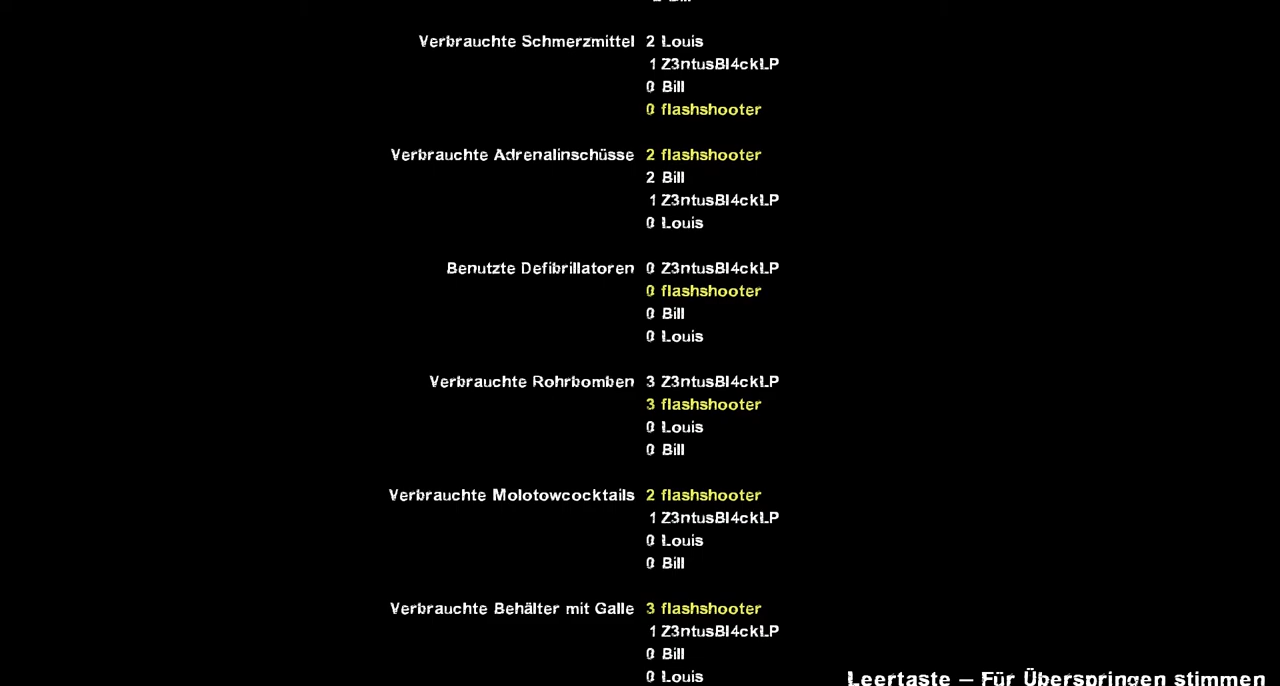 Verbrauchte Schmerzmittel 2 Louis
1 Z3ntusBl4ckLP
0 Bill
0 flashshooter
Verbrauchte Adrenalinschüsse 2 flashshooter
2 Bill
1 Z3ntusBl4ckLP
0 Louis
Benutzte Defibrillatoren 0 Z3ntusBl4ckLP
0 flashshooter
0 Bill
0 Louis
Verbrauchte Rohrbomben 3 Z3ntusBl4ckLP
3 flashshooter
0 Louis
0 Bill
Verbrauchte Molotowcocktails 2 flashshooter
1 Z3ntusBl4ckLP
0 Louis
0 Bill
Verbrauchte Behälter mit Galle 3 flashshooter
1 Z3ntusBl4ckLP
0 Bill
0 Louis
Leertaste – Für Überspringen stimmen